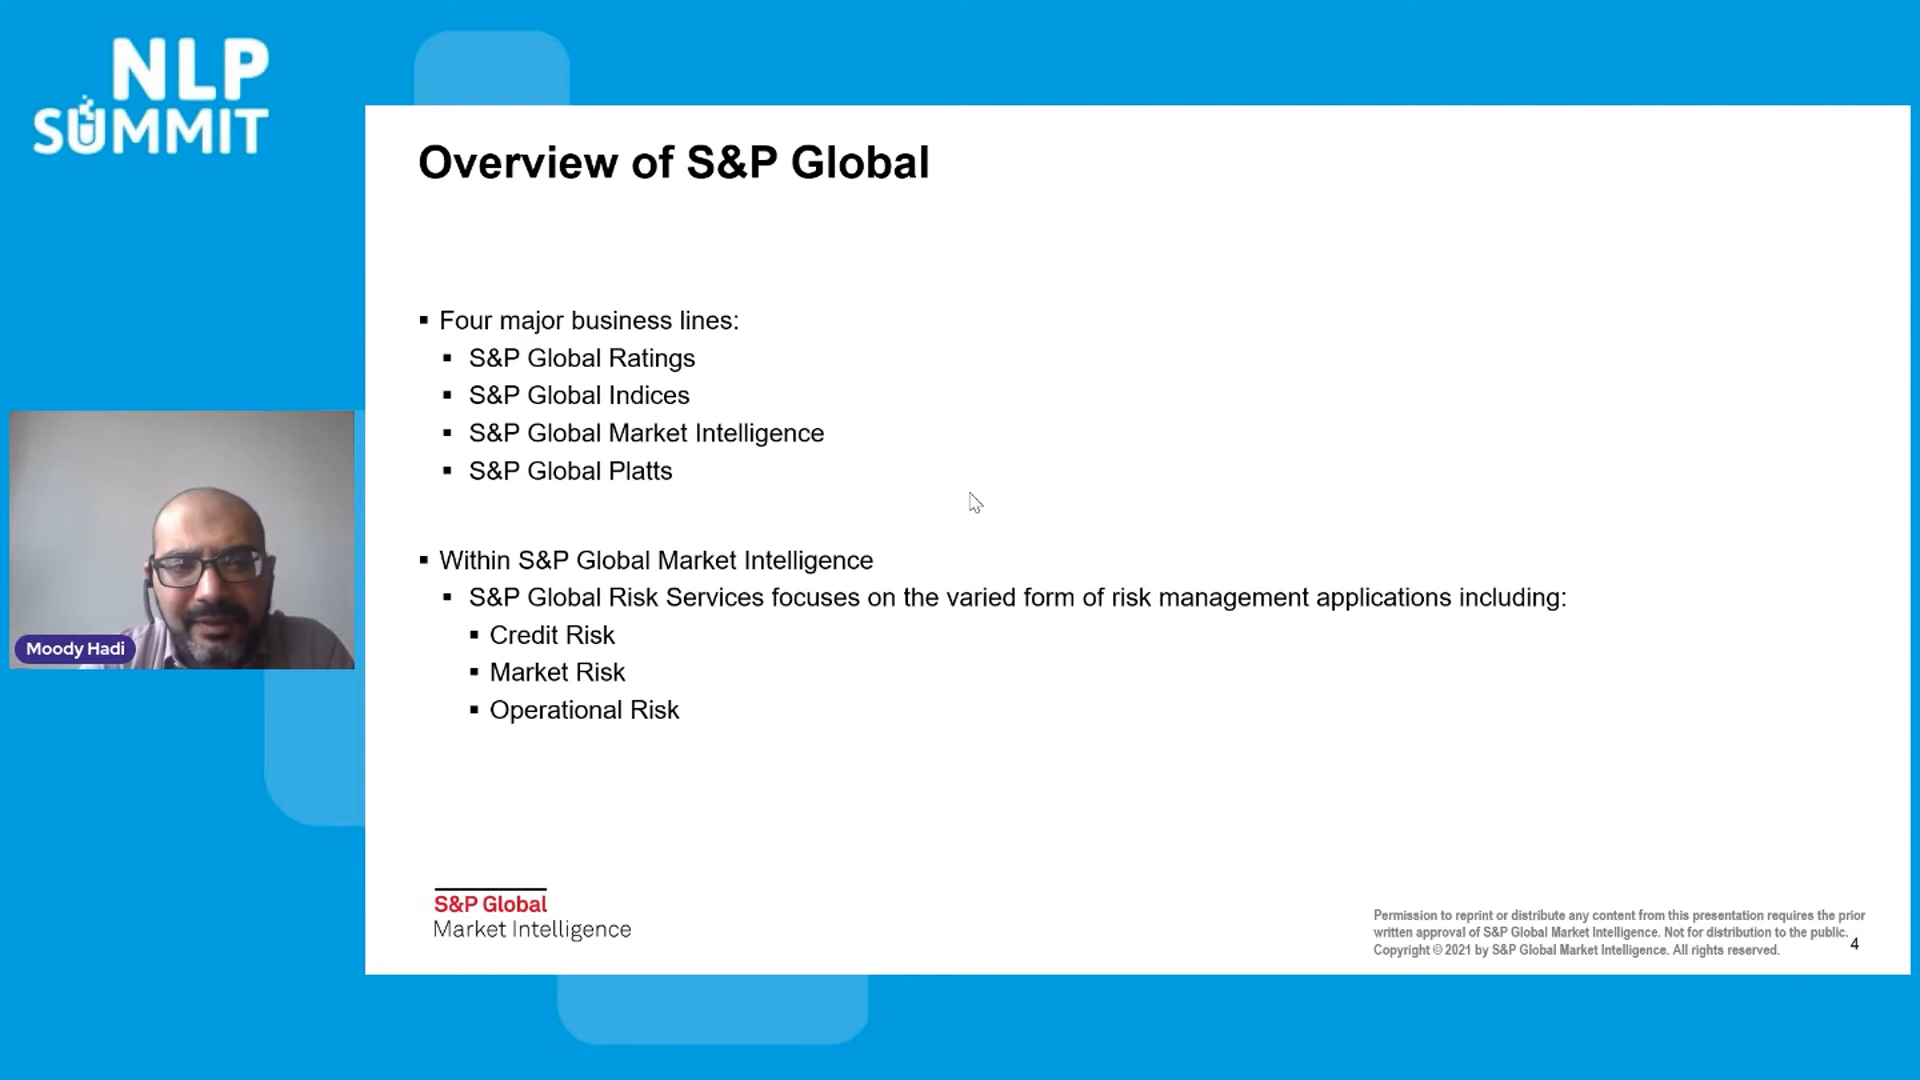 NLP
SUMMIT
Overview of S&P Global
▪ Four major business lines:
▪ S&P Global Ratings
▪ S&P Global Indices
▪ S&P Global Market Intelligence
▪ S&P Global Platts
▪ Within S&P Global Market Intelligence
▪ S&P Global Risk Services focuses on the varied form of risk management applications including:
▪ Credit Risk
▪ Market Risk
▪ Operational Risk
Moody Hadi
S&P Global
Market Intelligence
Permission to reprint or distribute any content from this presentation requires the prior
written approval of S&P Global Market Intelligence. Not for distribution to the public.
Copyright © 2021 by S&P Global Market Intelligence. All rights reserved.
4